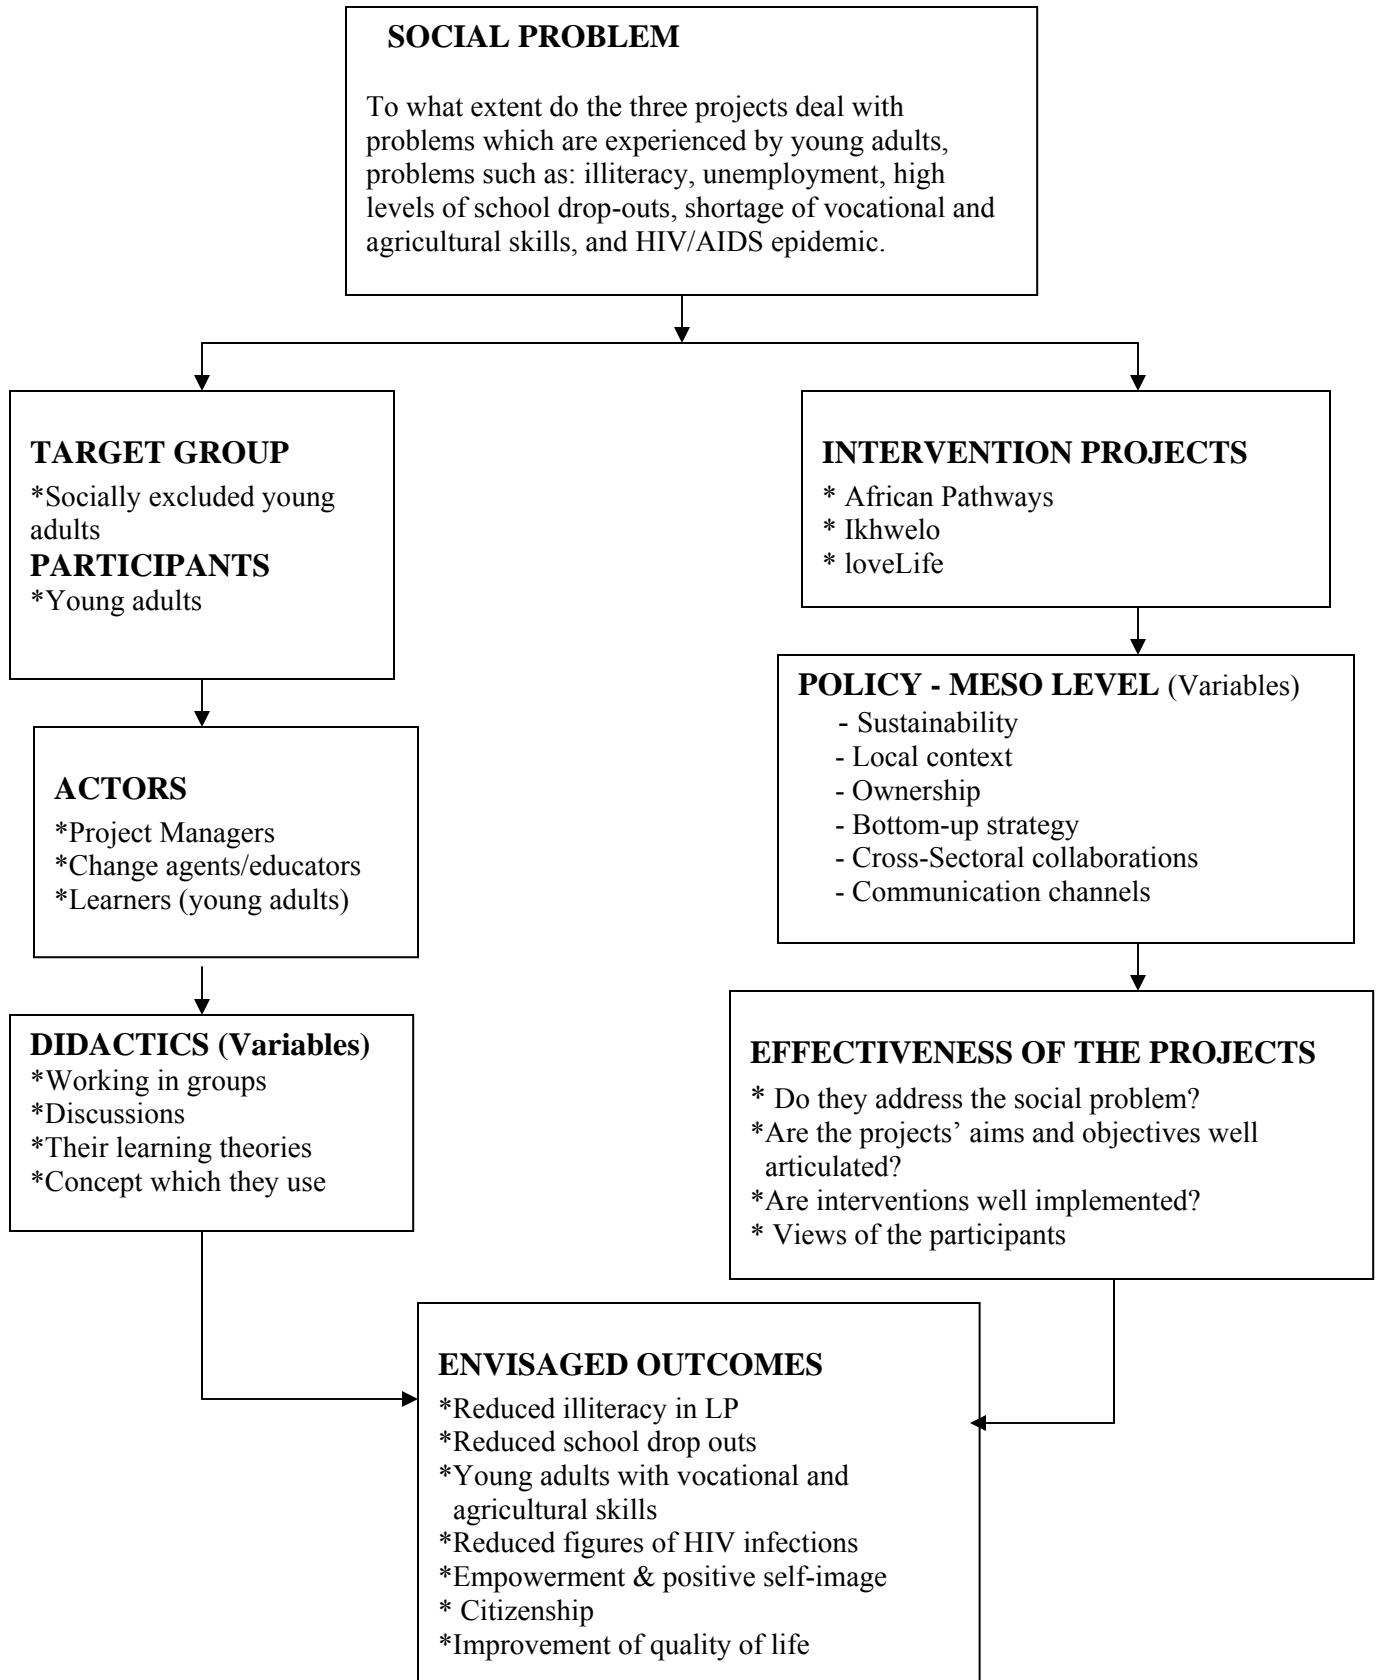 SOCIAL PROBLEM
To what extent do the three projects deal with
problems which are experienced by young adults,
problems such as: illiteracy, unemployment, high
levels of school drop-outs, shortage of vocational and
agricultural skills, and HIV/AIDS epidemic.
TARGET GROUP
*Socially excluded young
adults
PARTICIPANTS
*Young adults
INTERVENTION PROJECTS
* African Pathways
* Ikhwelo
* loveLife
ACTORS
*Project Managers
*Change agents/educators
*Learners (young adults)
POLICY - MESO LEVEL (Variables)
- Sustainability
- Local context
- Ownership
- Bottom-up strategy
- Cross-Sectoral collaborations
- Communication channels
DIDACTICS (Variables)
*Working in groups
*Discussions
*Their learning theories
*Concept which they use
EFFECTIVENESS OF THE PROJECTS
* Do they address the social problem?
*Are the projects’ aims and objectives well
articulated?
*Are interventions well implemented?
* Views of the participants
ENVISAGED OUTCOMES
*Reduced illiteracy in LP
*Reduced school drop outs
*Young adults with vocational and
agricultural skills
*Reduced figures of HIV infections
*Empowerment & positive self-image
* Citizenship
*Improvement of quality of life